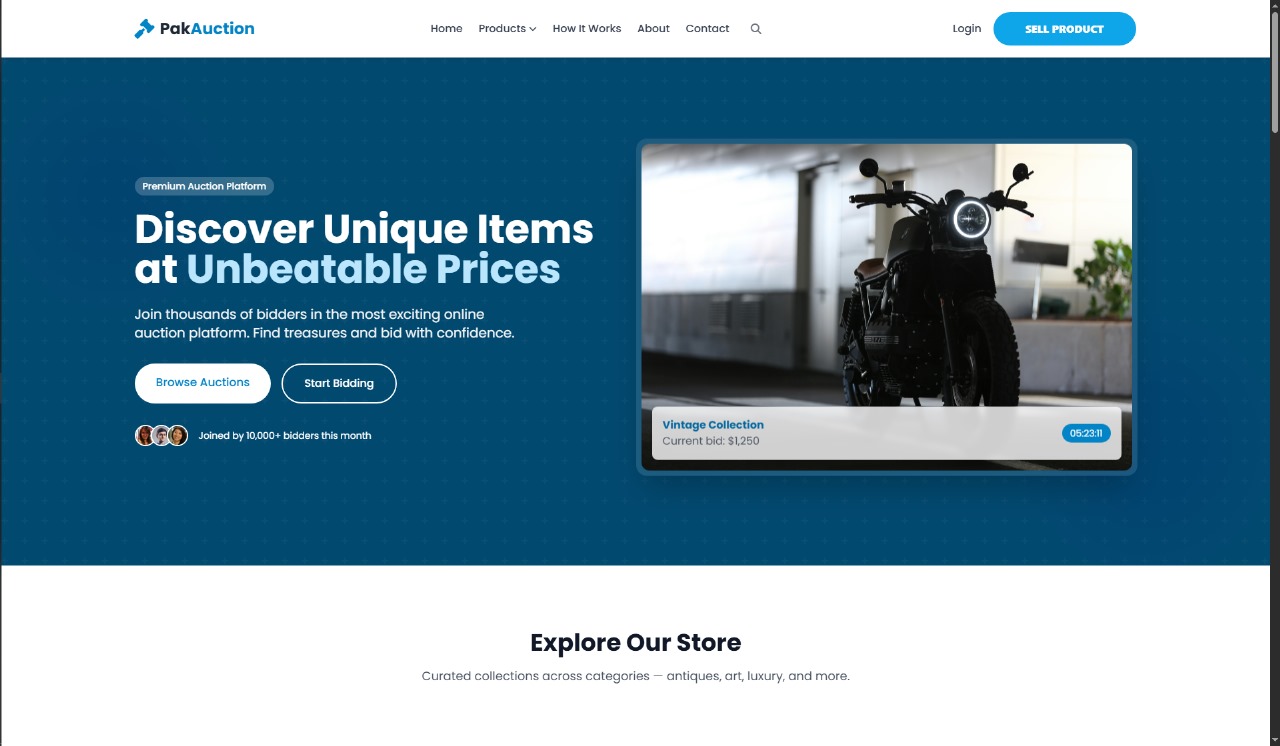 PakAuction
Home Products How It Works About Contact
Login SELL PRODUCT
Premium Auction Platform
Discover Unique Items
at Unbeatable Prices
Join thousands of bidders in the most exciting online
auction platform. Find treasures and bid with confidence.
Browse Auctions Start Bidding
Joined by 10,000+ bidders this month
Vintage Collection
Current bid: $1,250
05:23:11
Explore Our Store
Curated collections across categories — antiques, art, luxury, and more.